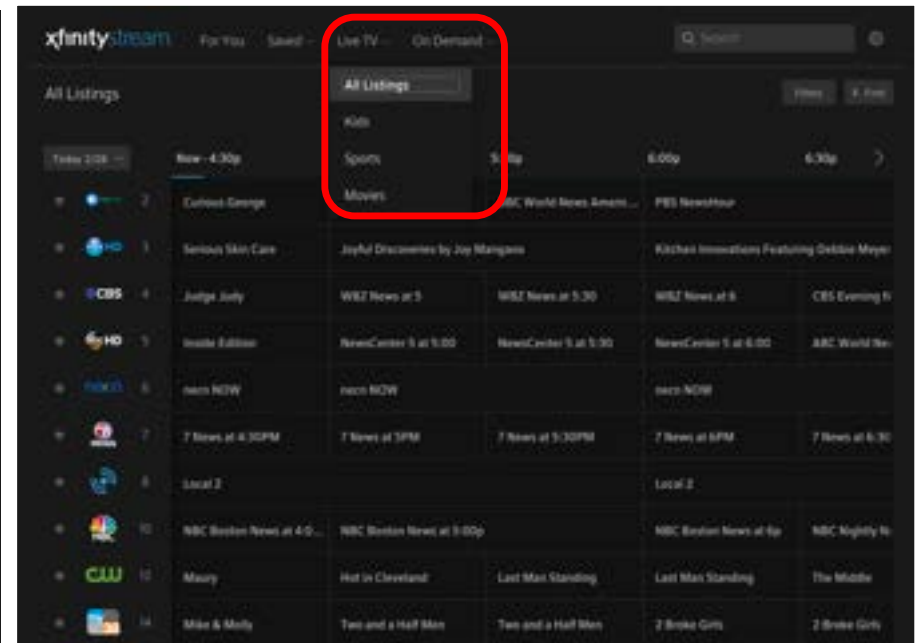 xfinity stream For You Saved Live TV On Demand Search
All Listings
All Listings
Kids
Sports
Movies
Today 2/28 Now - 4:30p 6:00p 6:30p
2 Curious George BBC World News Americ... PBS NewsHour
3 Serious Skin Care Joyful Discoveries by Joy Mangano Kitchen Innovations Featuring Debbie Meyer
CBS 4 Judge Judy WBZ News at 5 WBZ News at 5:30 WBZ News at 6 CBS Evening N
HD 5 Inside Edition NewsCenter 5 at 5:00 NewsCenter 5 at 5:30 NewsCenter 5 at 6:00 ABC World Ne
necn 6 necn NOW necn NOW necn NOW
7 7 News at 4:30PM 7 News at 5PM 7 News at 5:30PM 7 News at 6PM 7 News at 6:30
8 Local 2 Local 2
10 NBC Boston News at 4:0... NBC Boston News at 5:00p NBC Boston News at 6p NBC Nightly N
CW 12 Maury Hot in Cleveland Last Man Standing Last Man Standing The Middle
14 Mike & Molly Two and a Half Men Two and a Half Men 2 Broke Girls 2 Broke Girls